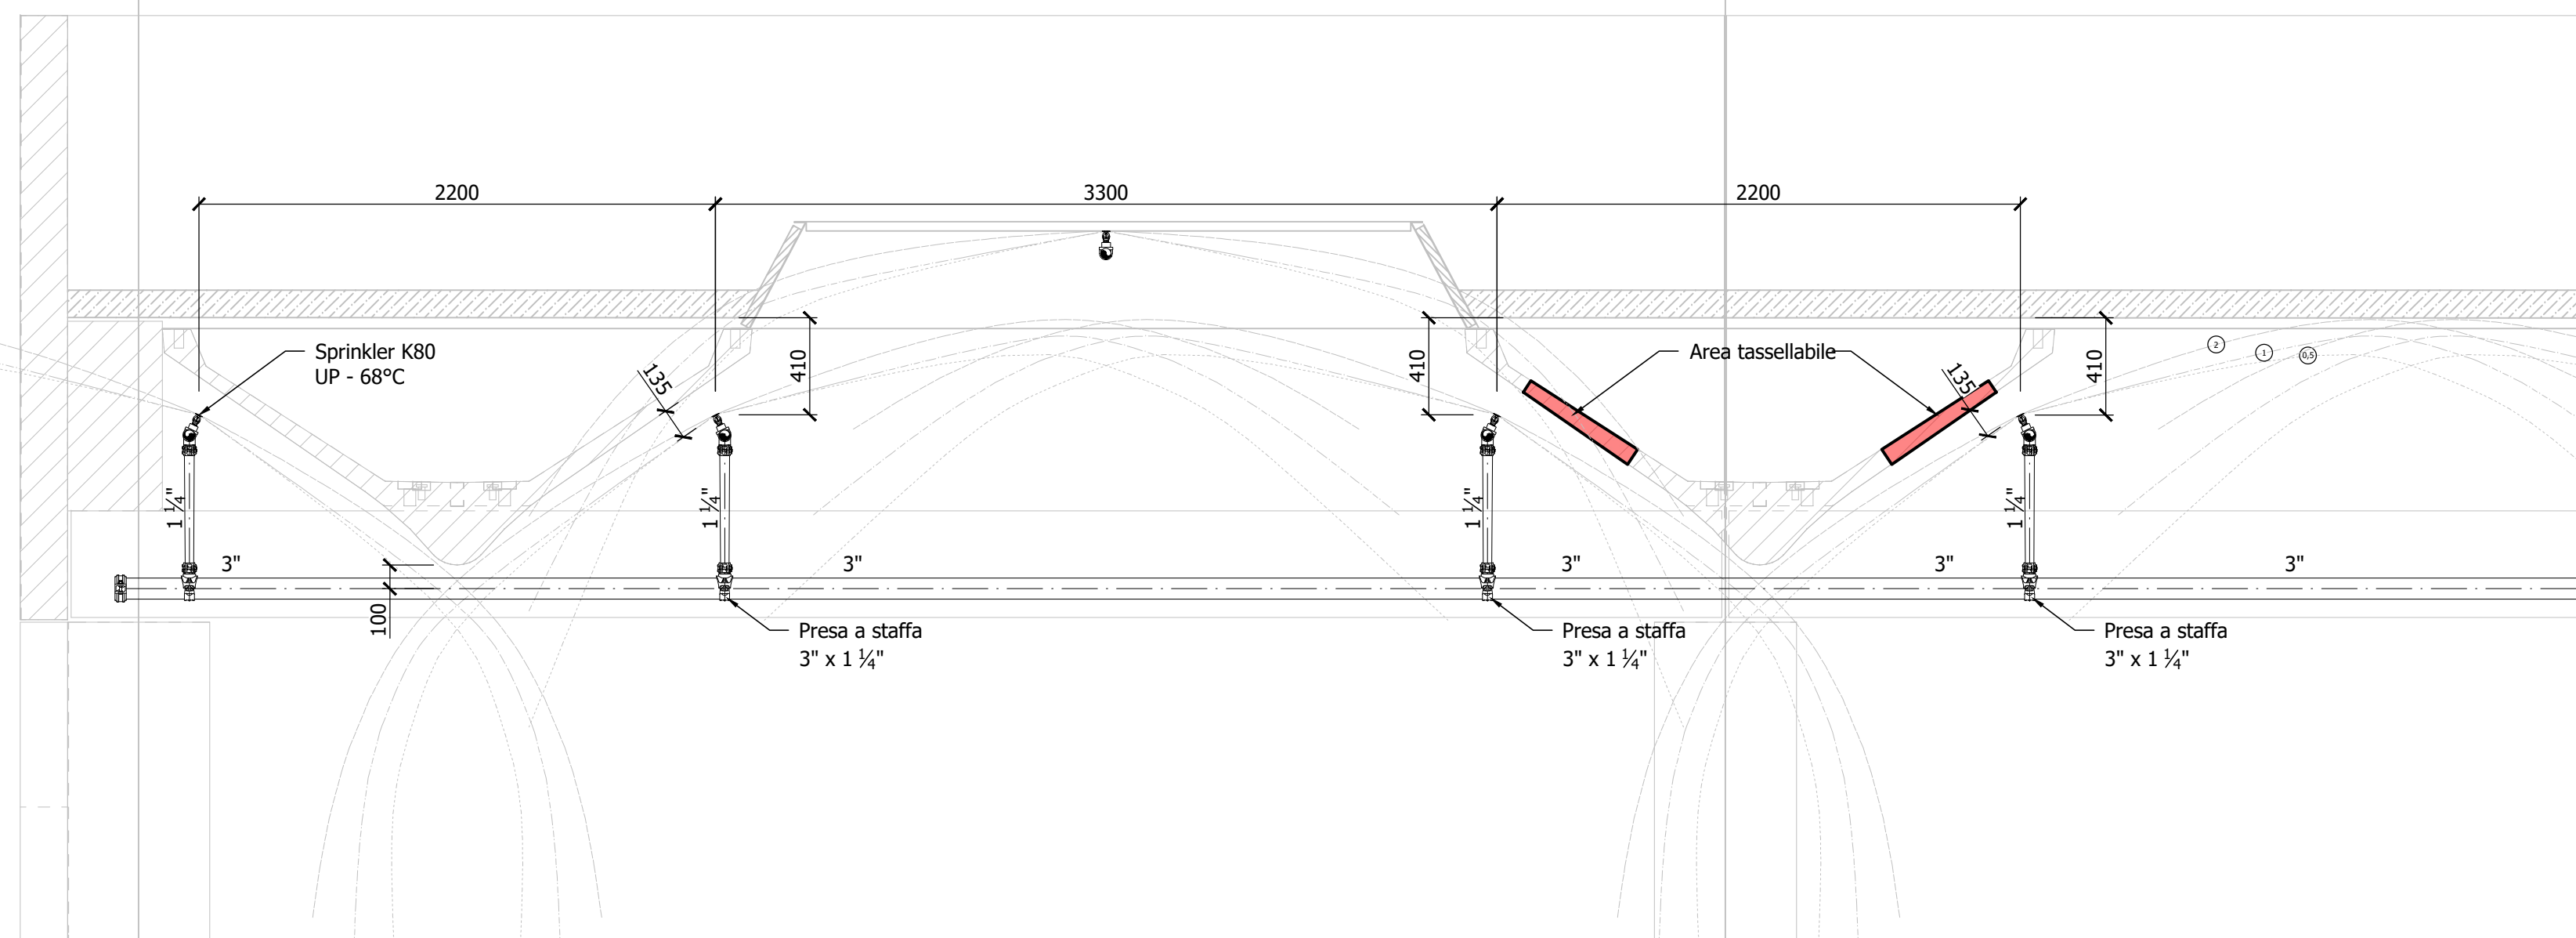 2200
3300
2200
Sprinkler K80
UP - 68°C
135
410
410
Area tassellabile
135
410
2
1
0,5
1 ¼"
1 ¼"
1 ¼"
1 ¼"
3"
3"
3"
3"
3"
100
Presa a staffa
3" x 1 ¼"
Presa a staffa
3" x 1 ¼"
Presa a staffa
3" x 1 ¼"